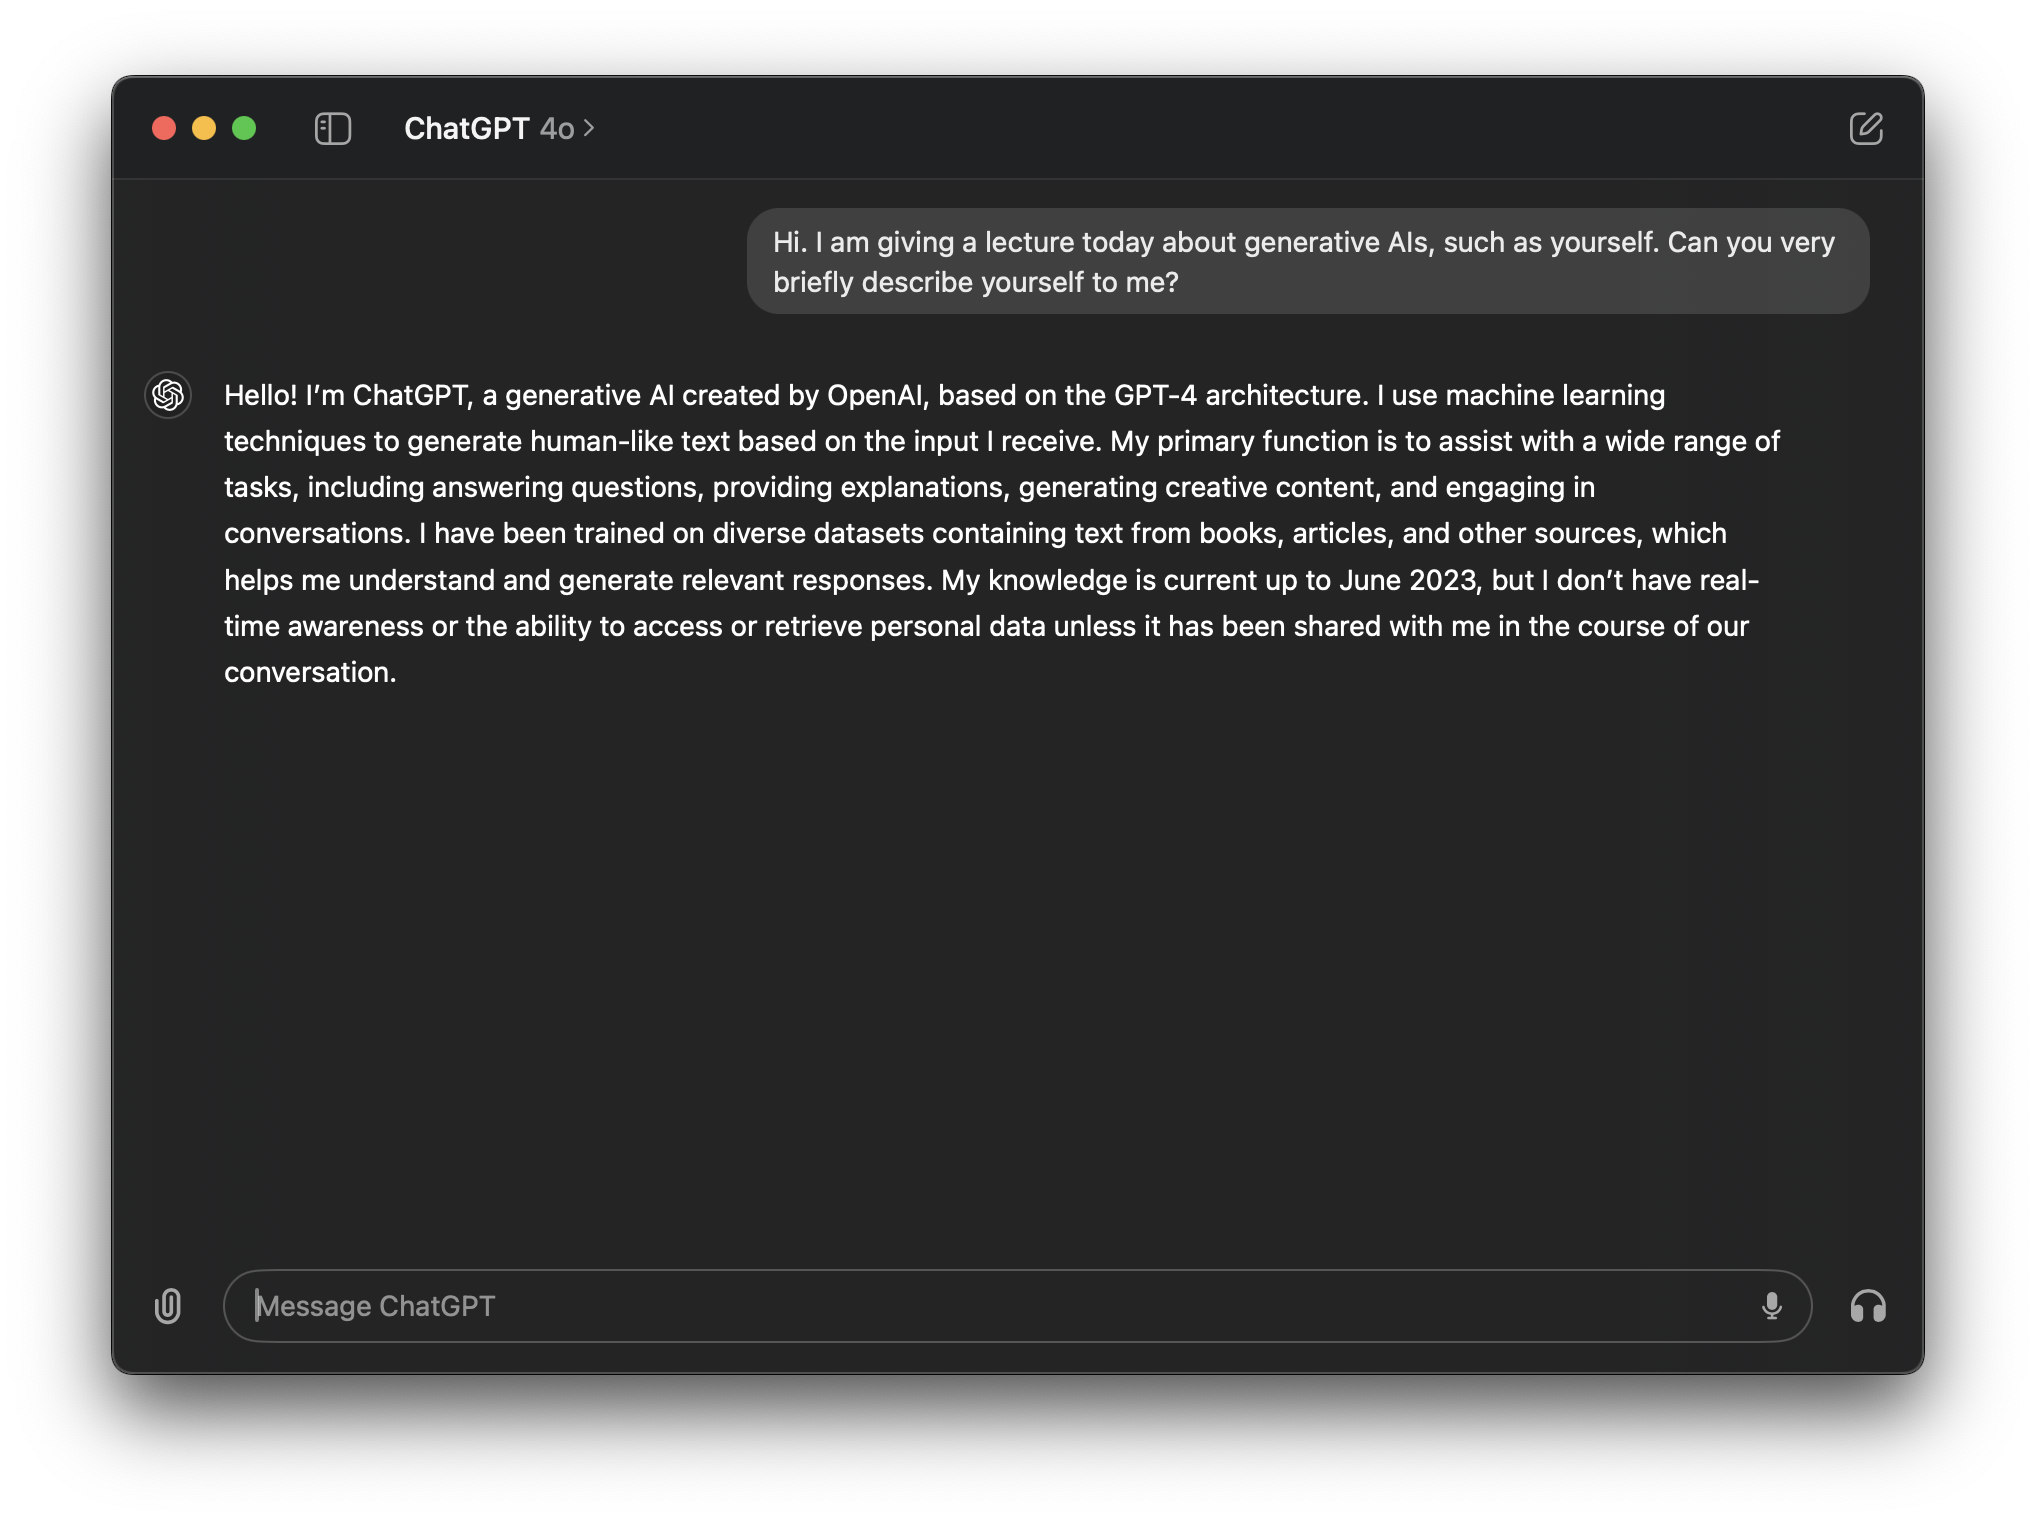 ChatGPT 4o
Hi. I am giving a lecture today about generative AIs, such as yourself. Can you very
briefly describe yourself to me?
Hello! I’m ChatGPT, a generative AI created by OpenAI, based on the GPT-4 architecture. I use machine learning
techniques to generate human-like text based on the input I receive. My primary function is to assist with a wide range of
tasks, including answering questions, providing explanations, generating creative content, and engaging in
conversations. I have been trained on diverse datasets containing text from books, articles, and other sources, which
helps me understand and generate relevant responses. My knowledge is current up to June 2023, but I don’t have real-
time awareness or the ability to access or retrieve personal data unless it has been shared with me in the course of our
conversation.
Message ChatGPT